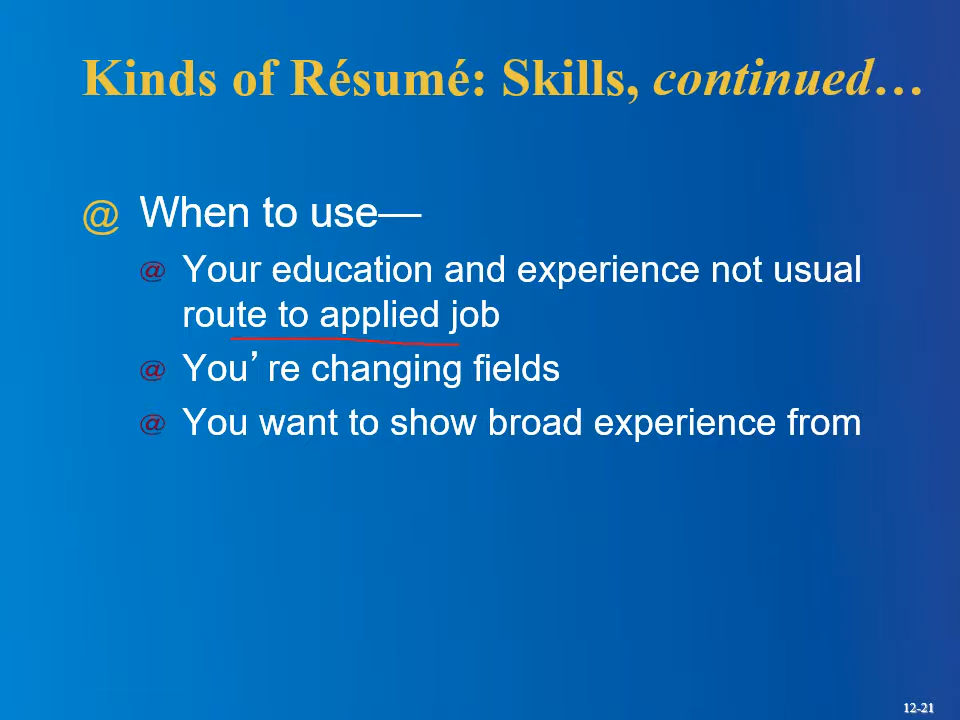 Kinds of Résumé: Skills, continued…
@ When to use—
@ Your education and experience not usual
route to applied job
@ You’re changing fields
@ You want to show broad experience from
12-21